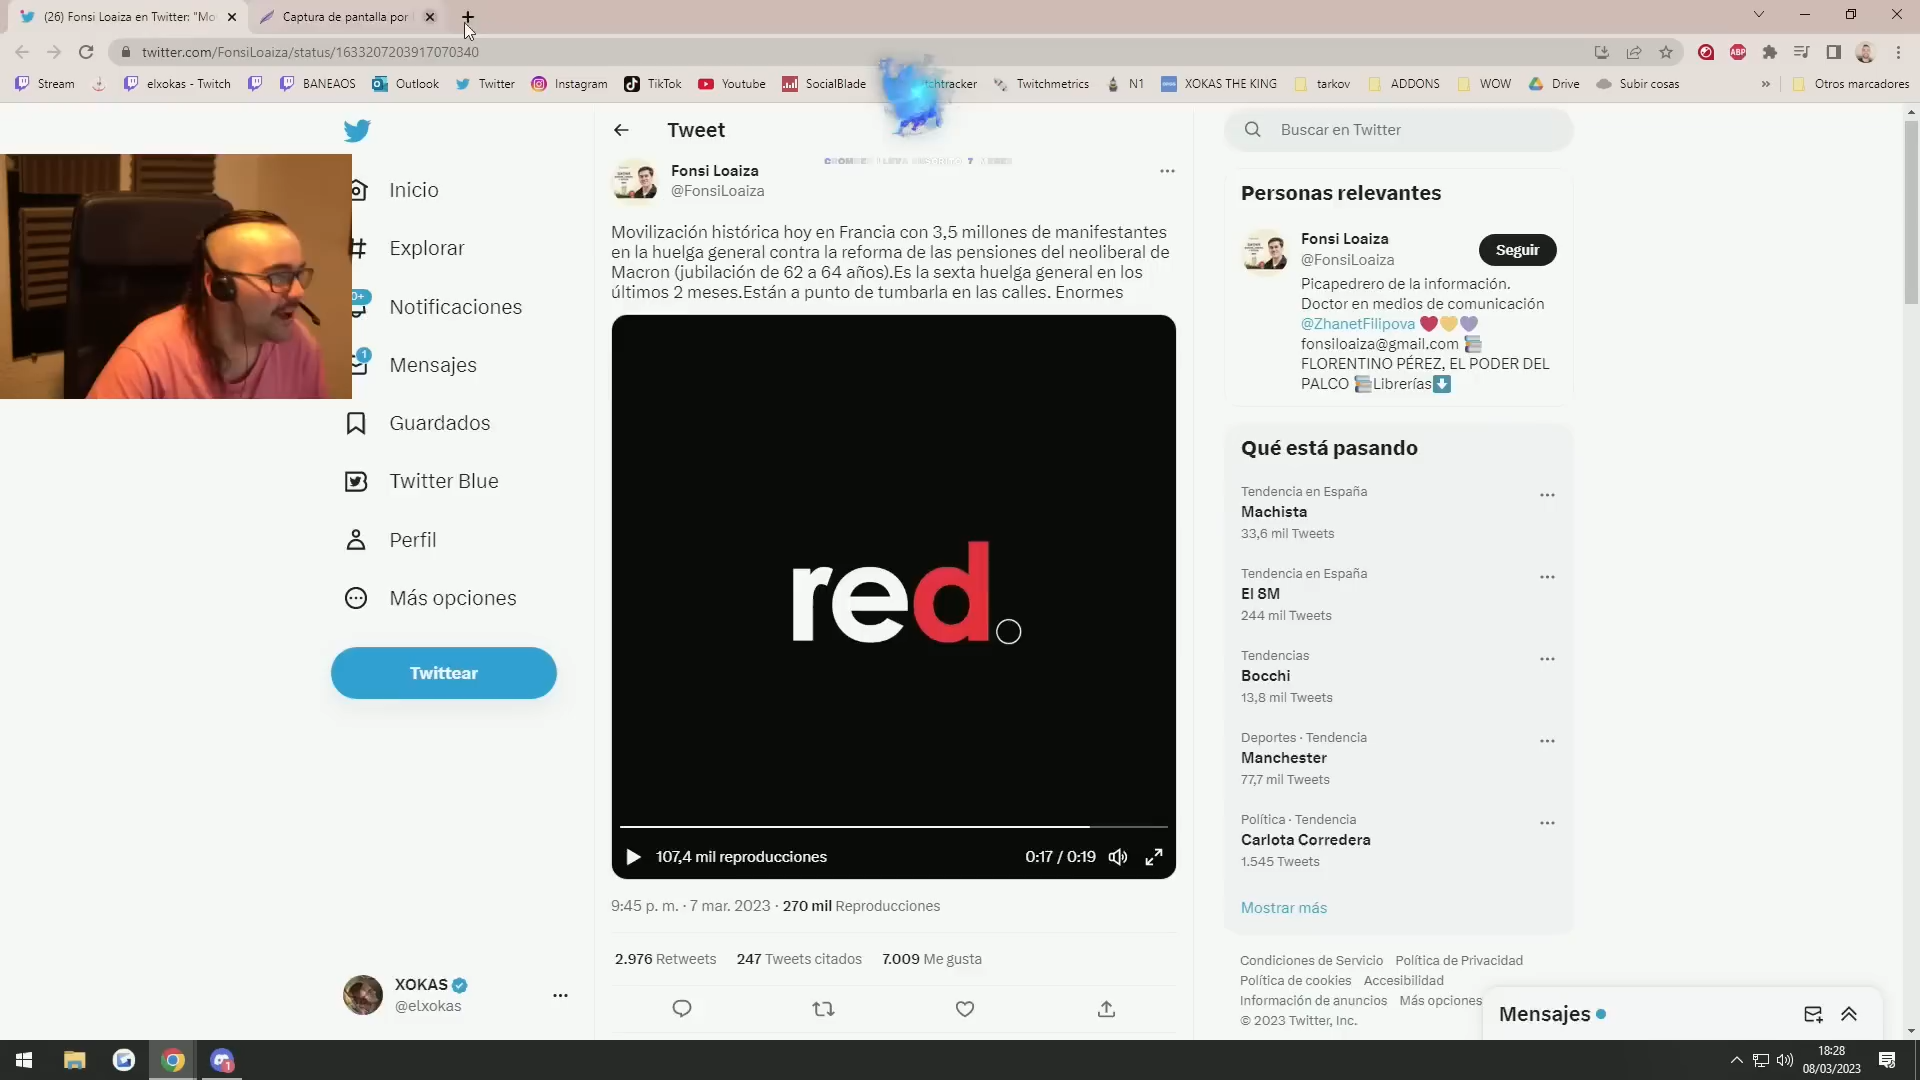 (26) Fonsi Loaiza en Twitter: "Mo
Captura de pantalla por
twitter.com/FonsiLoaiza/status/1633207203917070340
ABP
Stream
elxokas - Twitch
BANEAOS
Outlook
Twitter
Instagram
TikTok
Youtube
SocialBlade
Twitchmetrics
N1
XOKAS THE KING
tarkov
ADDONS
WOW
Drive
Subir cosas
»
Otros marcadores
Inicio
Explorar
Notificaciones
1
Mensajes
Guardados
Twitter Blue
Perfil
Más opciones
Twittear
XOKAS
@elxokas
Tweet
Fonsi Loaiza
@FonsiLoaiza
Movilización histórica hoy en Francia con 3,5 millones de manifestantes
en la huelga general contra la reforma de las pensiones del neoliberal de
Macron (jubilación de 62 a 64 años).Es la sexta huelga general en los
últimos 2 meses.Están a punto de tumbarla en las calles. Enormes
red.
107,4 mil reproducciones
0:17 / 0:19
9:45 p. m. · 7 mar. 2023 · 270 mil Reproducciones
2.976 Retweets 247 Tweets citados 7.009 Me gusta
Buscar en Twitter
Personas relevantes
Fonsi Loaiza
@FonsiLoaiza
Seguir
Picapedrero de la información.
Doctor en medios de comunicación
@ZhanetFilipova
fonsiloaiza@gmail.com
FLORENTINO PÉREZ, EL PODER DEL
PALCO Librerías
Qué está pasando
Tendencia en España
Machista
33,6 mil Tweets
Tendencia en España
El SM
244 mil Tweets
Tendencias
Bocchi
13,8 mil Tweets
Deportes · Tendencia
Manchester
77,7 mil Tweets
Política · Tendencia
Carlota Corredera
1.545 Tweets
Mostrar más
Condiciones de Servicio Política de Privacidad
Política de cookies Accesibilidad
Información de anuncios Más opciones
© 2023 Twitter, Inc.
Mensajes
1
18:28
08/03/2023